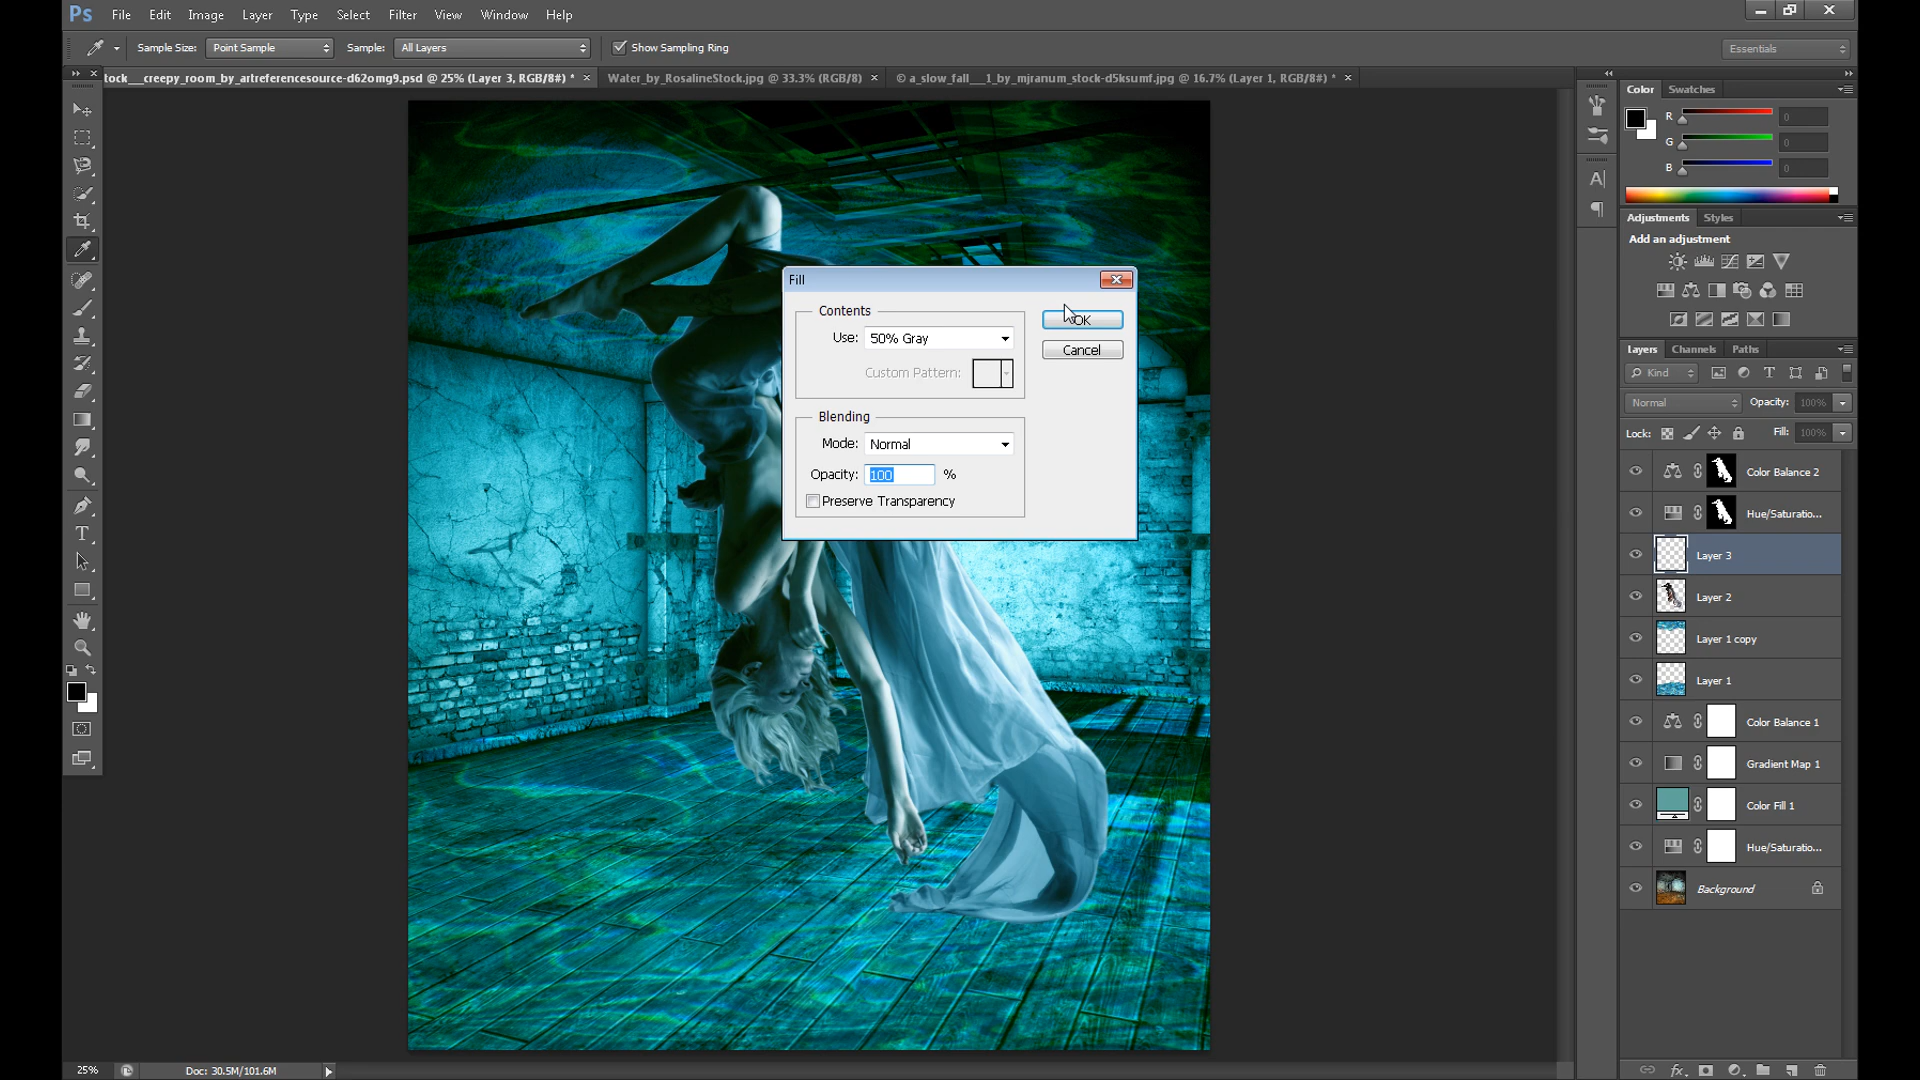 Ps File Edit Image Layer Type Select Filter View Window Help
Sample Size: Point Sample Sample: All Layers Show Sampling Ring Essentials
tock___creepy_room_by_artreferencesource-d62omg9.psd @ 25% (Layer 3, RGB/8#) * Water_by_RosalineStock.jpg @ 33.3% (RGB/8) © a_slow_fall___1_by_mjranum_stock-d5ksumf.jpg @ 16.7% (Layer 1, RGB/8#) *
Color Swatches
R 0
G 0
B 0
Adjustments Styles
Add an adjustment
Layers Channels Paths
Kind
Normal Opacity: 100%
Lock: Fill: 100%
Color Balance 2
Hue/Saturatio...
Layer 3
Layer 2
Layer 1 copy
Layer 1
Color Balance 1
Gradient Map 1
Color Fill 1
Hue/Saturatio...
Background
Fill
Contents
Use: 50% Gray
Custom Pattern:
OK
Cancel
Blending
Mode: Normal
Opacity: 100 %
Preserve Transparency
25% Doc: 30.5M/101.6M